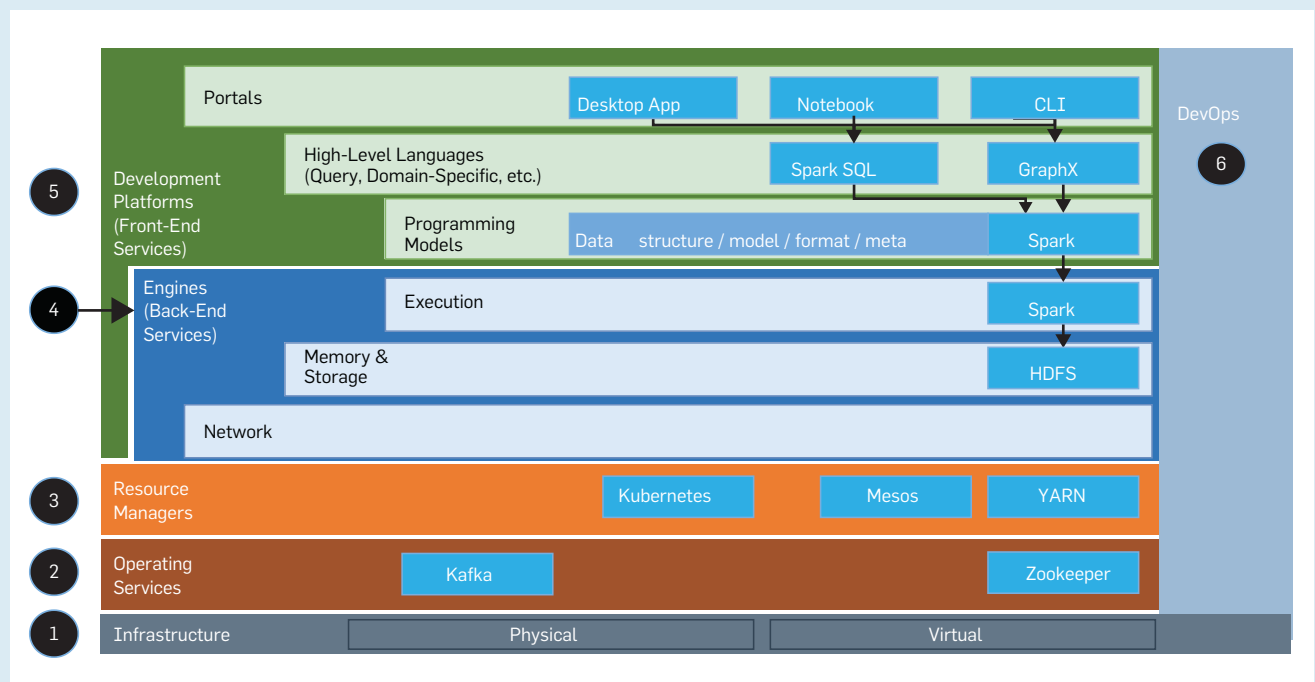 Portals
Desktop App
Notebook
CLI
DevOps
6
High-Level Languages
(Query, Domain-Specific, etc.)
Spark SQL
GraphX
5
Development
Platforms
(Front-End
Services)
Programming
Models
Data structure / model / format / meta
Spark
4
Engines
(Back-End
Services)
Execution
Spark
Memory &
Storage
HDFS
Network
3
Resource
Managers
Kubernetes
Mesos
YARN
2
Operating
Services
Kafka
Zookeeper
1
Infrastructure
Physical
Virtual